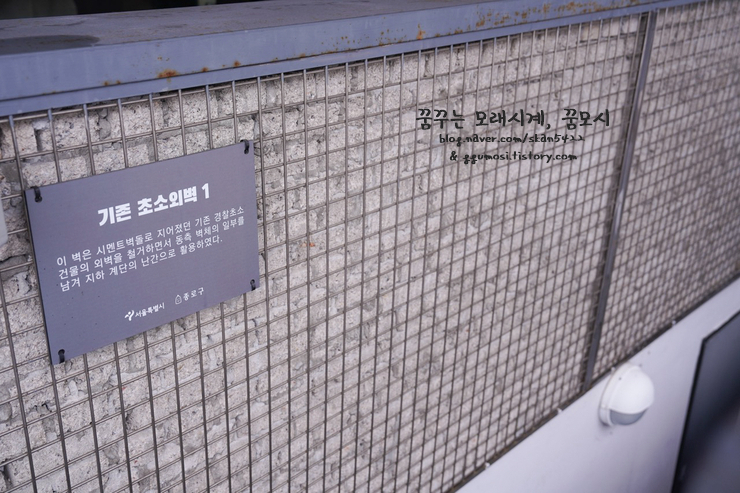 꿈꾸는 모래시계, 꿈모시
blog.naver.com/skdn5422
& ggumosi.tistory.com
기존 초소외벽 1
이 벽은 시멘트벽돌로 지어졌던 기존 경찰초소
건물의 외벽을 철거하면서 동측 벽체의 일부를
남겨 지하 계단의 난간으로 활용하였다.
서울특별시 종로구